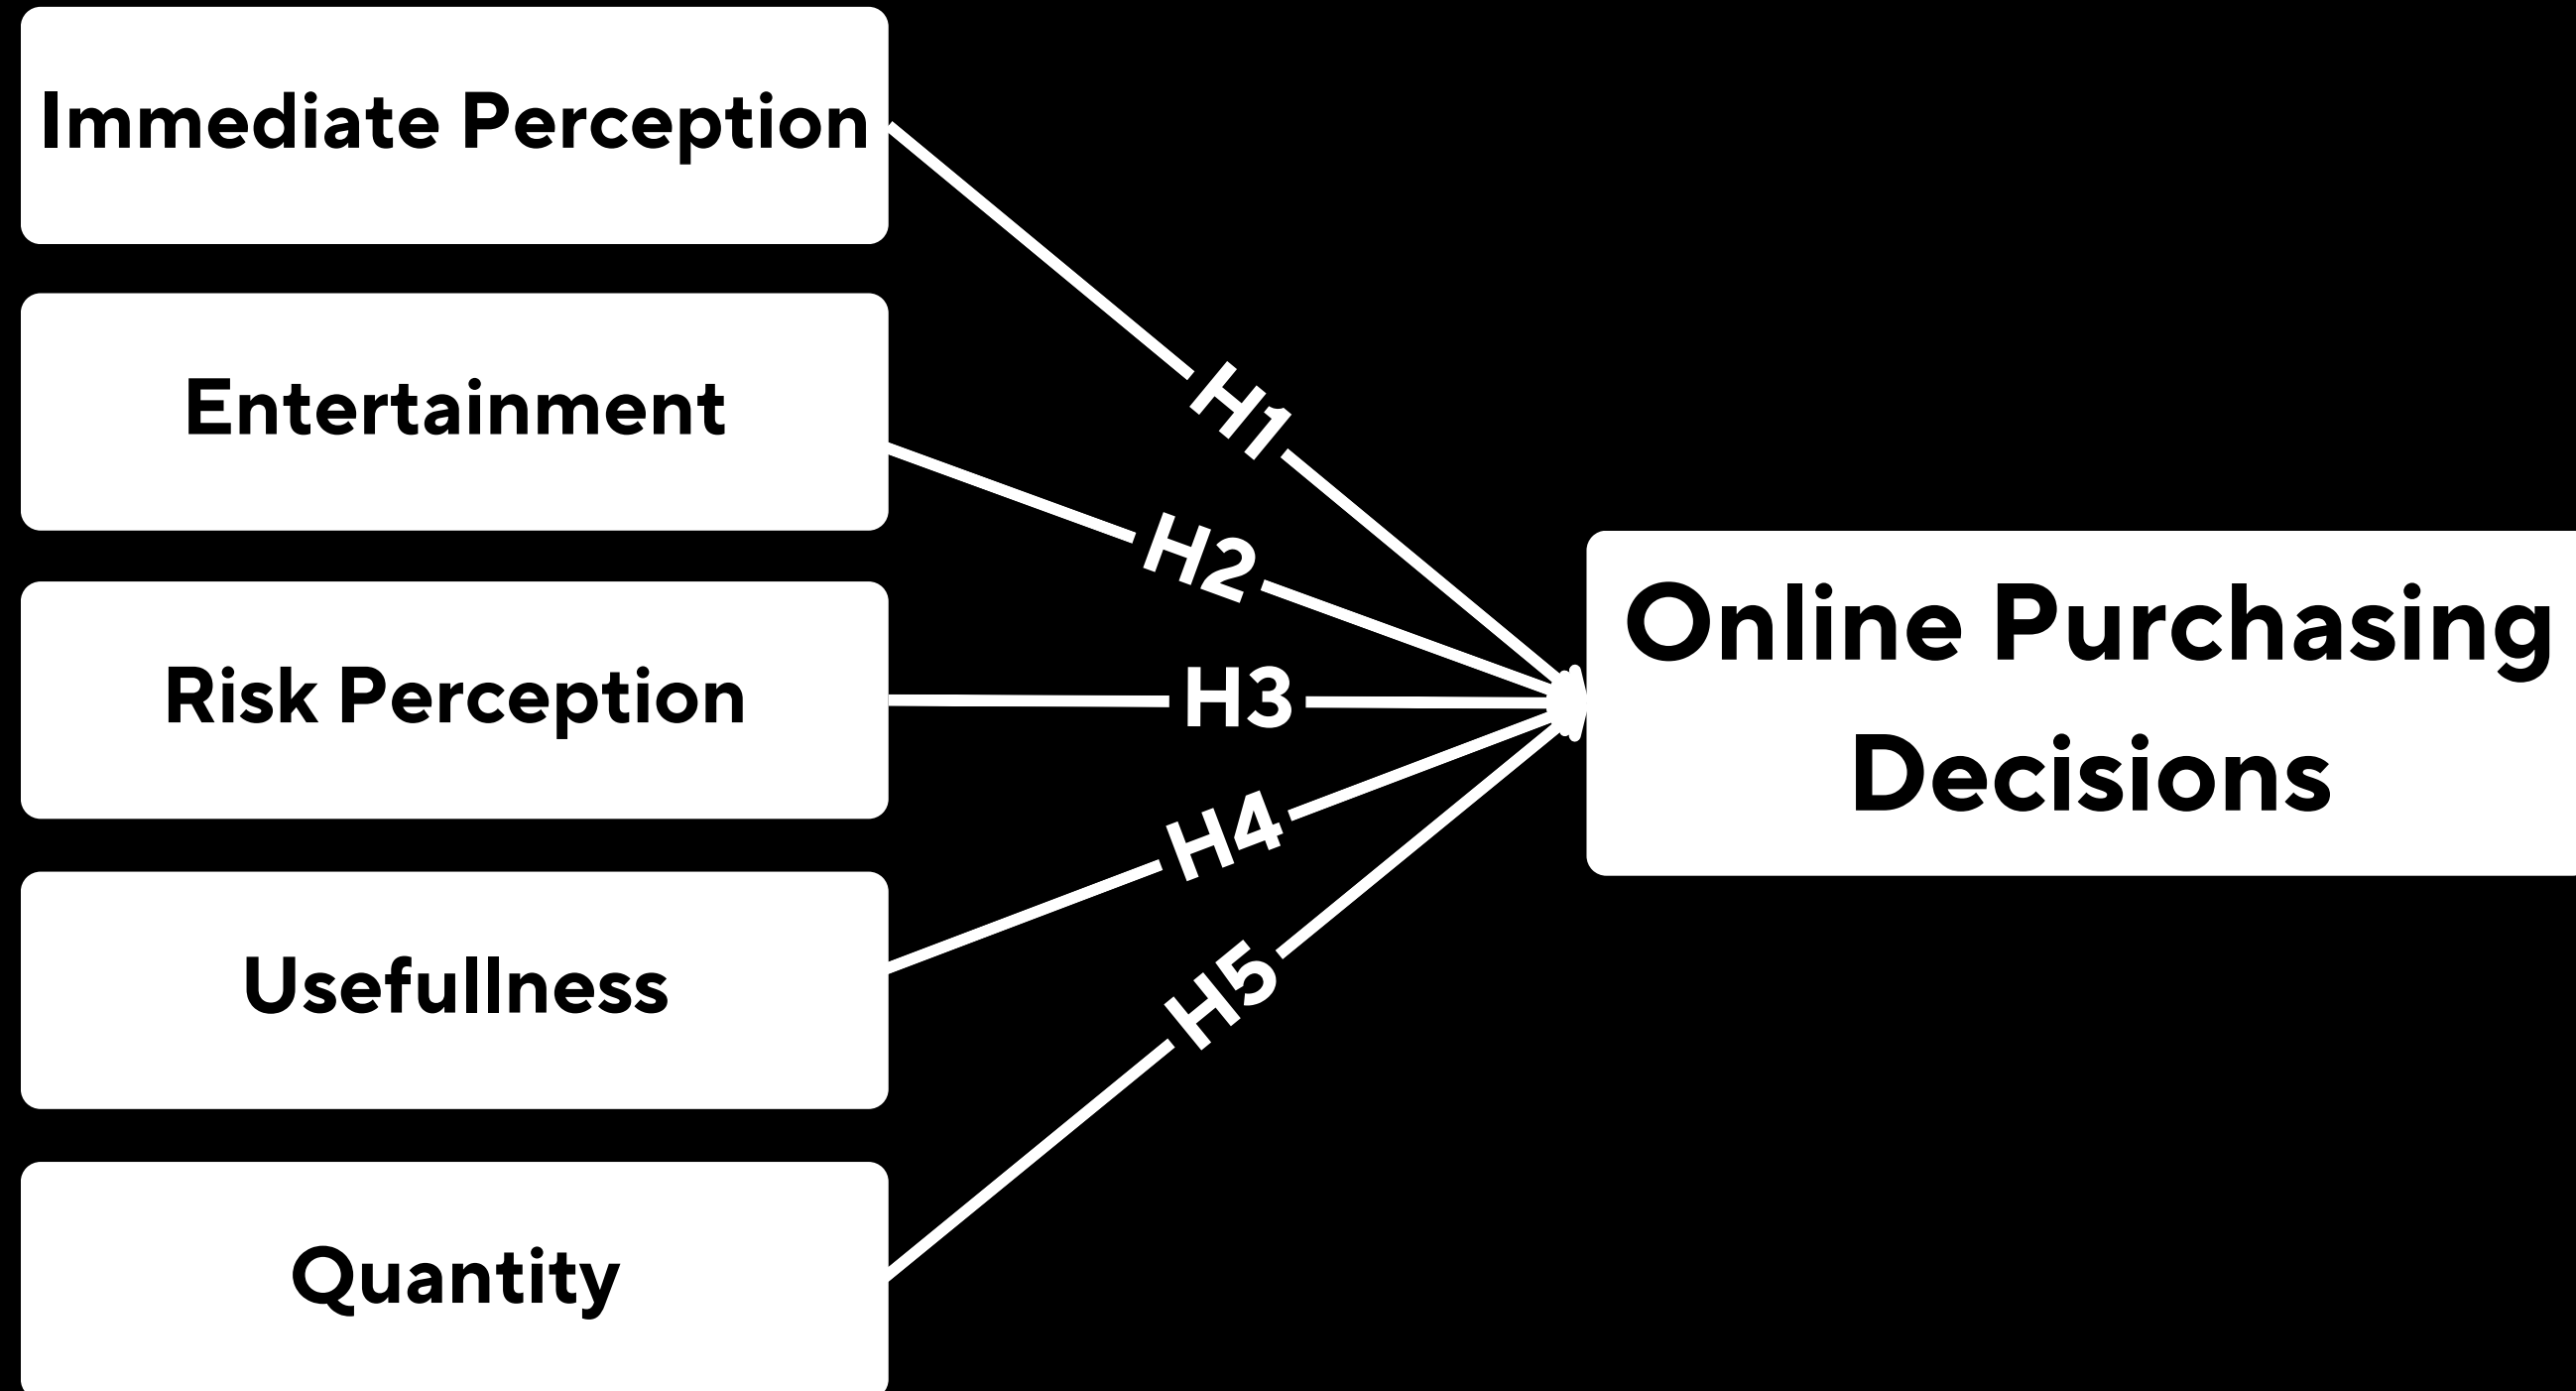 Immediate Perception
Entertainment
Risk Perception
Usefullness
Quantity
H1
H2
H3
H4
H5
Online Purchasing
Decisions